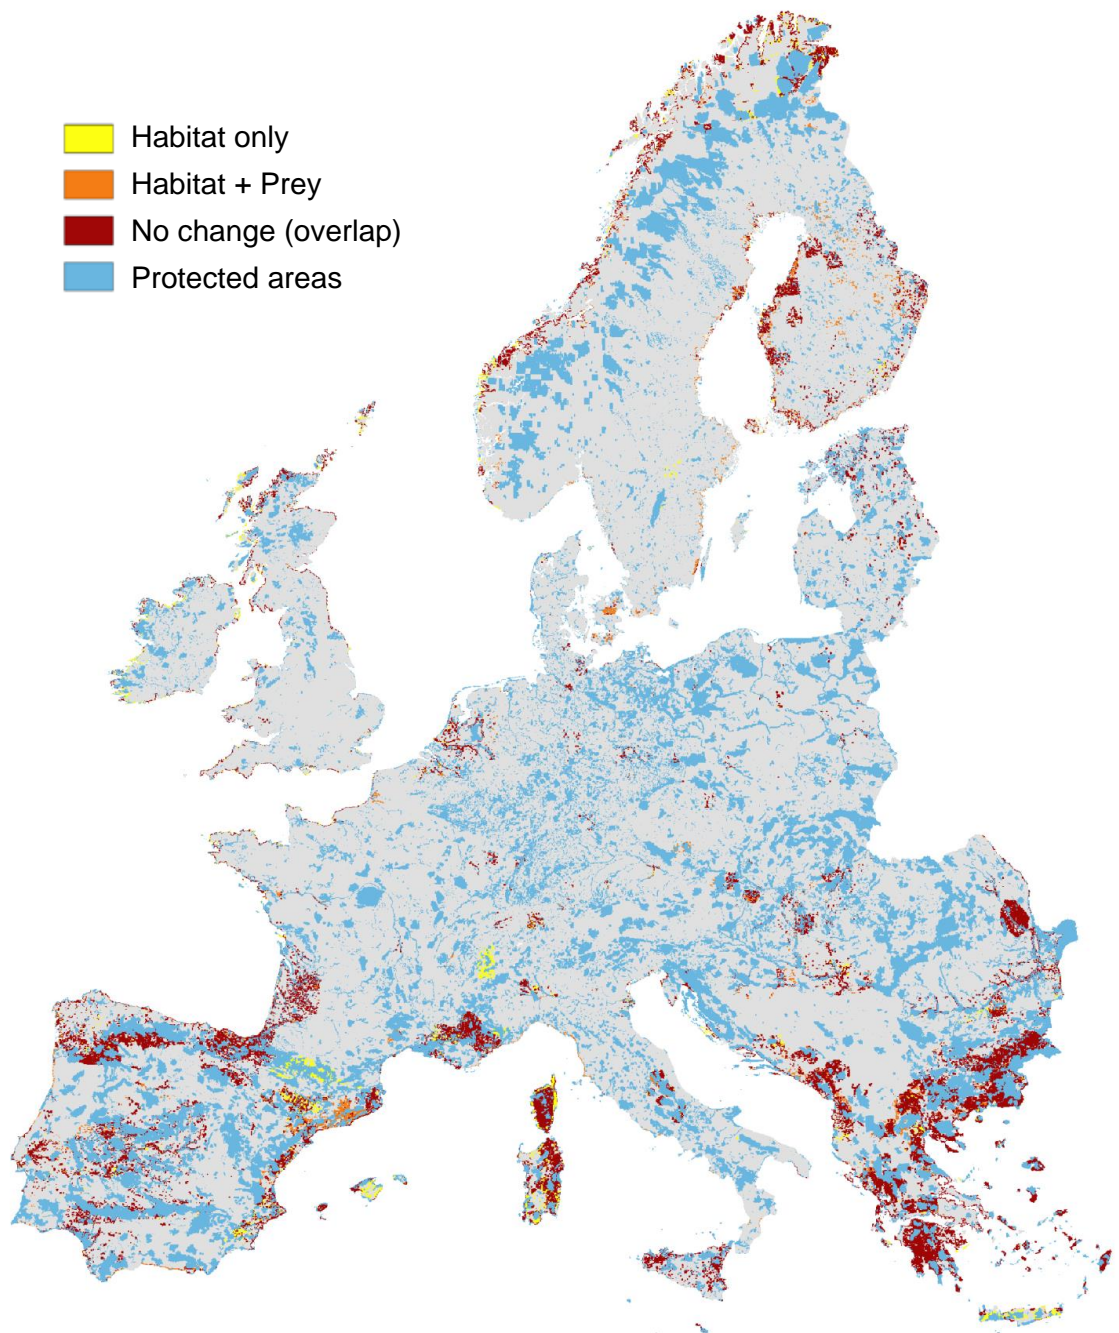 Habitat only
Habitat + Prey
No change (overlap)
Protected areas